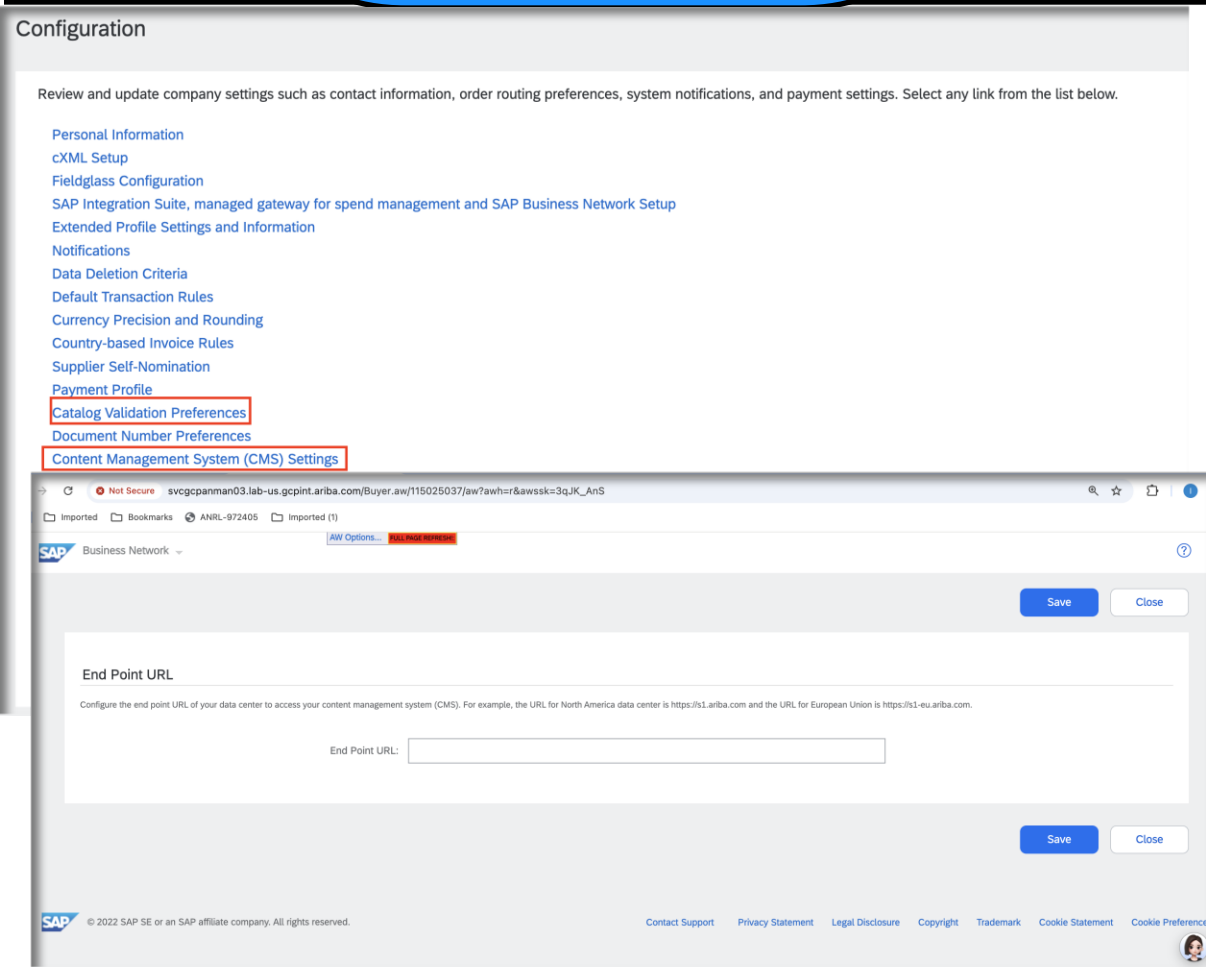 Configuration
Review and update company settings such as contact information, order routing preferences, system notifications, and payment settings. Select any link from the list below.
Personal Information
cXML Setup
Fieldglass Configuration
SAP Integration Suite, managed gateway for spend management and SAP Business Network Setup
Extended Profile Settings and Information
Notifications
Data Deletion Criteria
Default Transaction Rules
Currency Precision and Rounding
Country-based Invoice Rules
Supplier Self-Nomination
Payment Profile
Catalog Validation Preferences
Document Number Preferences
Content Management System (CMS) Settings
Not Secure svcgcpanman03.lab-us.gcpint.ariba.com/Buyer.aw/115025037/aw?awh=r&awssk=3qJK_AnS
Imported Bookmarks ANRL-972405 Imported (1)
AW Options... FULL PAGE REFRESH!
SAP Business Network
Save Close
End Point URL
Configure the end point URL of your data center to access your content management system (CMS). For example, the URL for North America data center is https://s1.ariba.com and the URL for European Union is https://s1-eu.ariba.com.
End Point URL:
Save Close
SAP © 2022 SAP SE or an SAP affiliate company. All rights reserved. Contact Support Privacy Statement Legal Disclosure Copyright Trademark Cookie Statement Cookie Preference